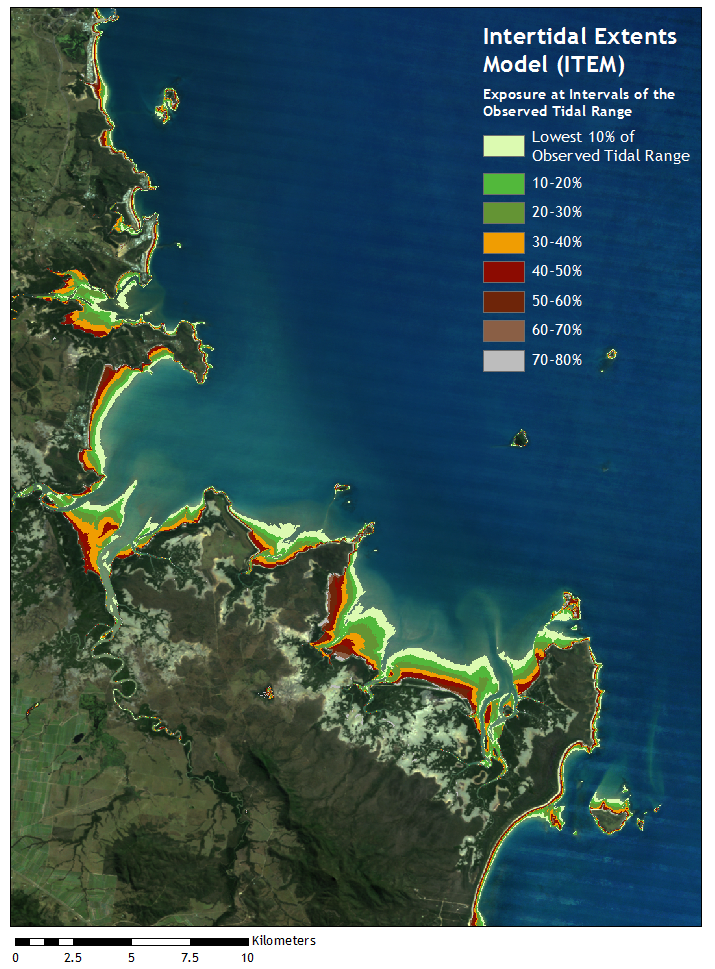 Intertidal Extents
Model (ITEM)
Exposure at Intervals of the
Observed Tidal Range
Lowest 10% of
Observed Tidal Range
10-20%
20-30%
30-40%
40-50%
50-60%
60-70%
70-80%
Kilometers
0 2.5 5 7.5 10